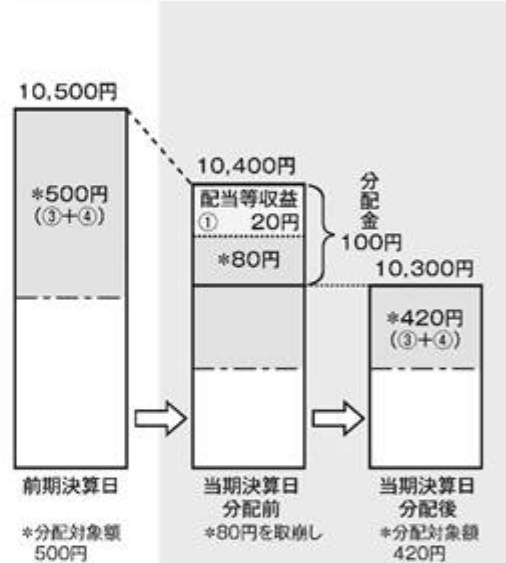 10,500円
*500円
(③+④)
前期決算日
*分配対象額
500円
10,400円
配当等収益
① 20円
*80円
分配金
100円
当期決算日
分配前
*80円を取崩し
10,300円
*420円
(③+④)
当期決算日
分配後
*分配対象額
420円